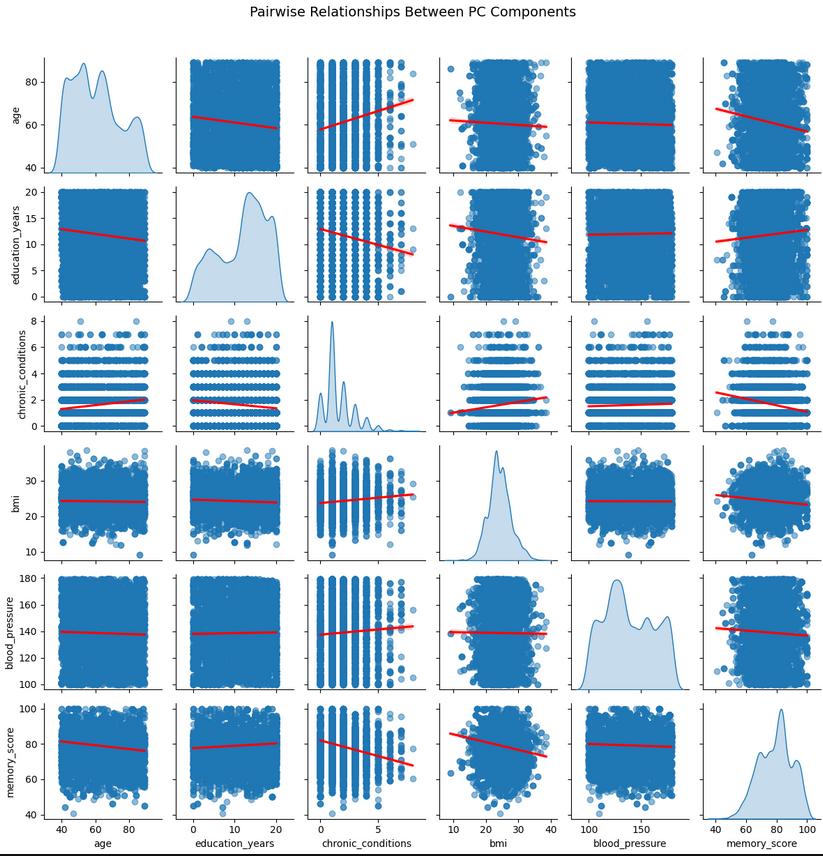 Pairwise Relationships Between PC Components
age
80
60
40
education_years
20
15
10
5
0
chronic_conditions
8
6
4
2
0
bmi
30
20
10
blood_pressure
180
160
140
120
100
memory_score
100
80
60
40
40 60 80
0 10 20
0 5
10 20 30 40
100 150
40 60 80 100
age
education_years
chronic_conditions
bmi
blood_pressure
memory_score